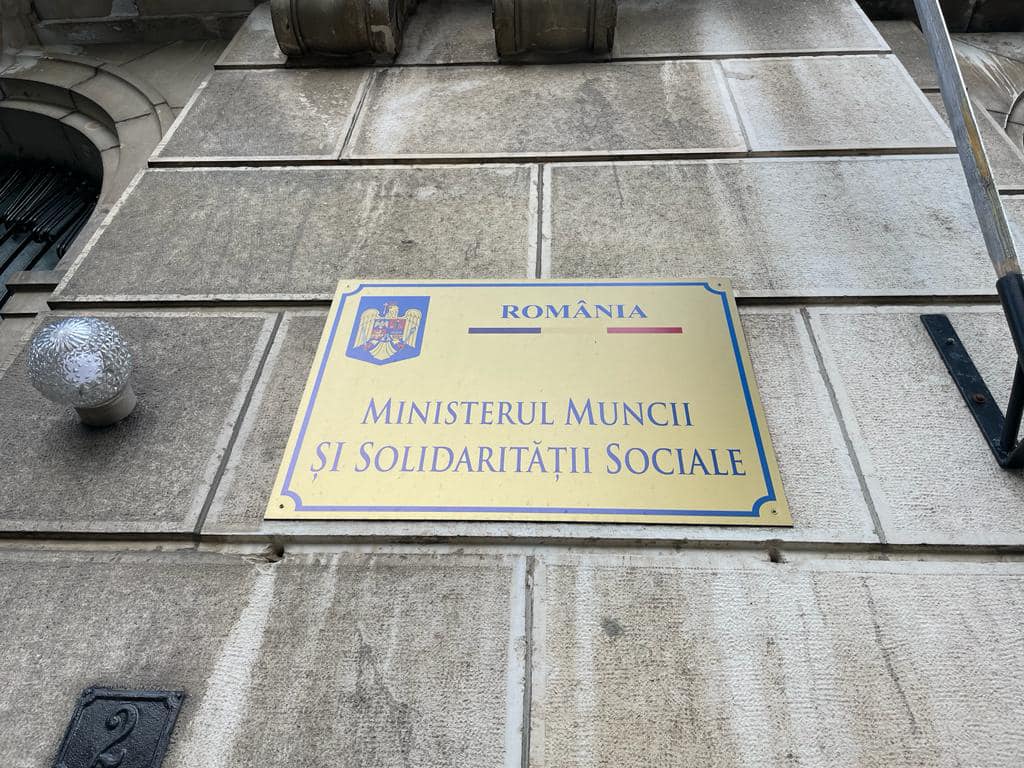 ROMÂNIA
MINISTERUL MUNCII
ȘI SOLIDARITĂȚII SOCIALE
2